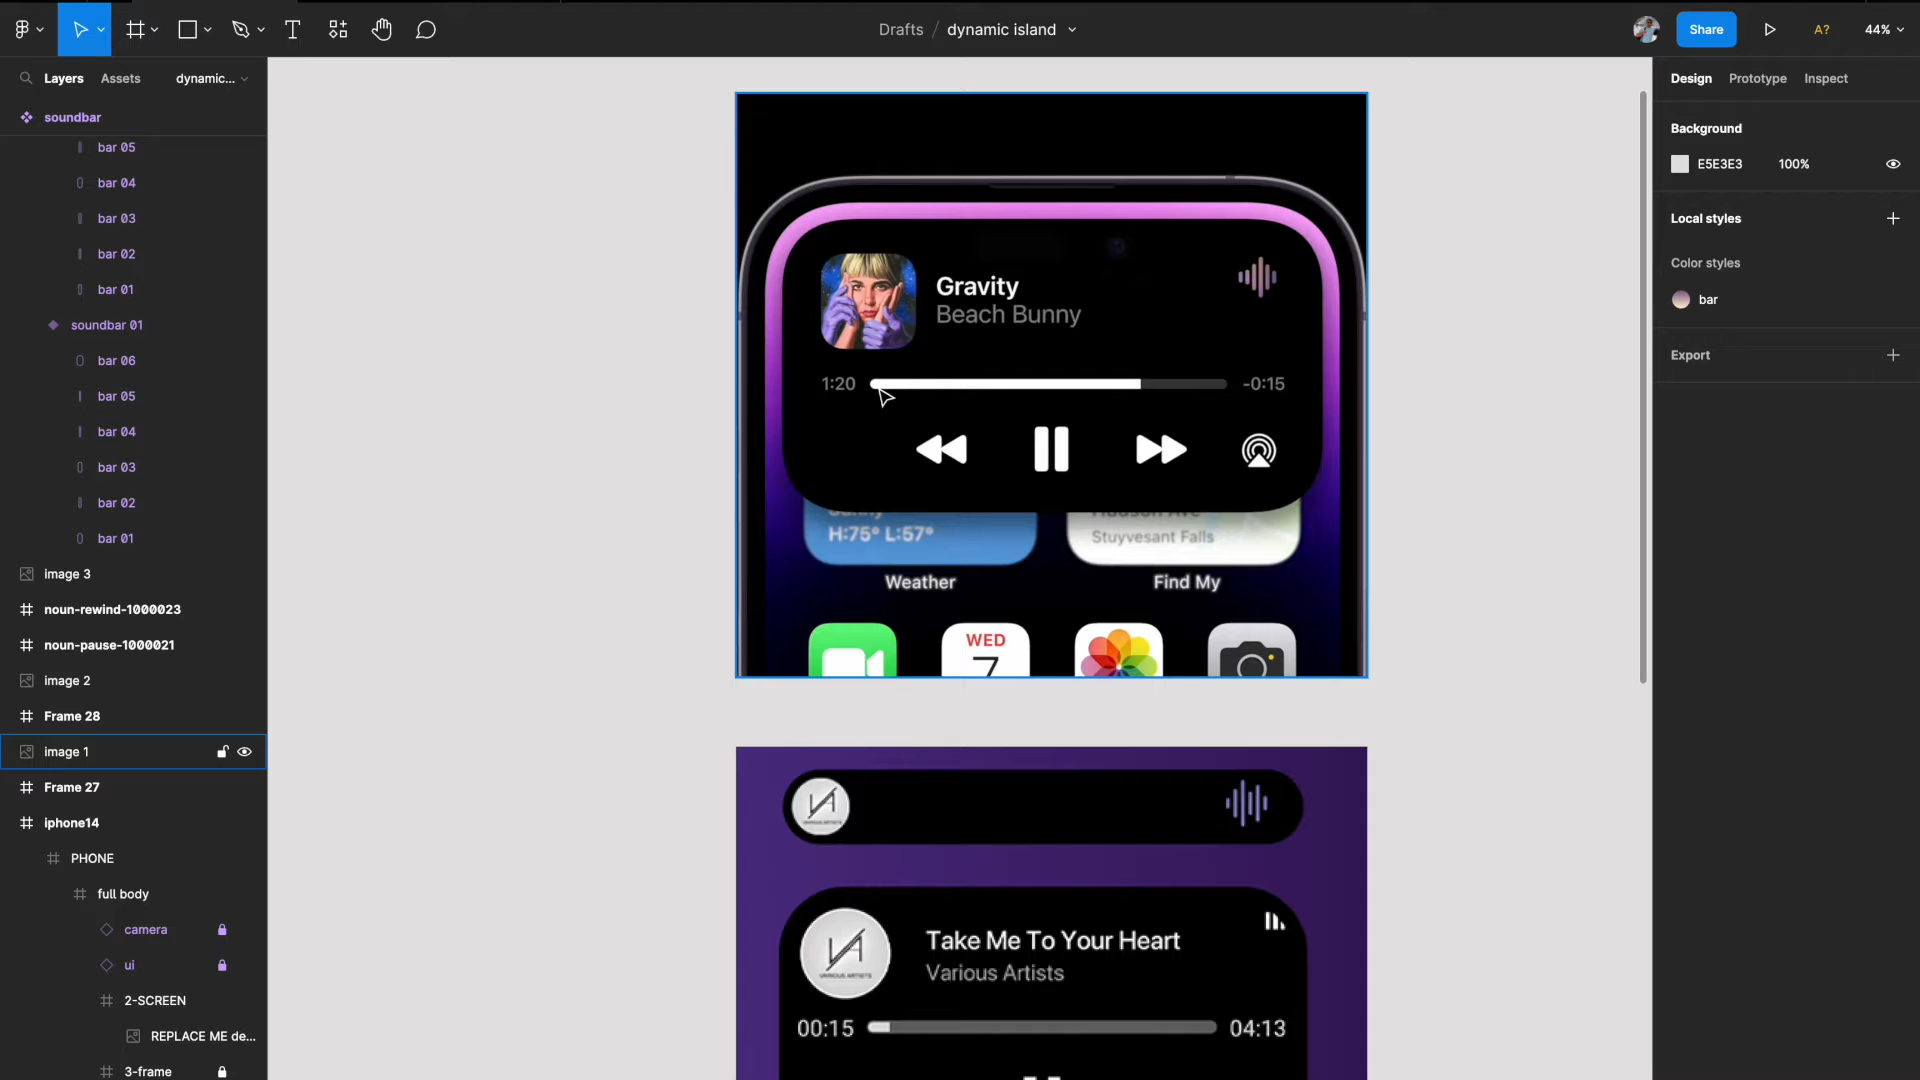 Drafts / dynamic island
Share
A?
44%
Layers
Assets
dynamic...
Design
Prototype
Inspect
soundbar
bar 05
bar 04
bar 03
bar 02
bar 01
soundbar 01
bar 06
bar 05
bar 04
bar 03
bar 02
bar 01
image 3
noun-rewind-1000023
noun-pause-1000021
image 2
Frame 28
image 1
Frame 27
iphone14
PHONE
full body
camera
ui
2-SCREEN
REPLACE ME de...
3-frame
Gravity
Beach Bunny
1:20
-0:15
Sunny
H:75° L:57°
Hudson Ave
Stuyvesant Falls
Weather
Find My
WED
7
Take Me To Your Heart
Various Artists
00:15
04:13
Background
E5E3E3
100%
Local styles
Color styles
bar
Export